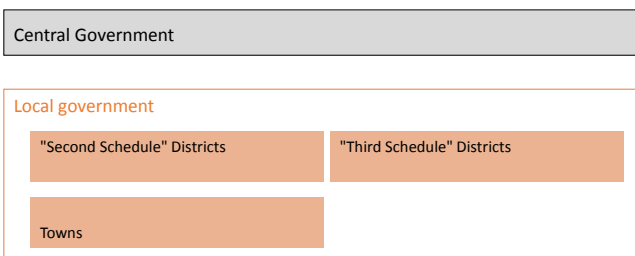 Central Government
Local government
"Second Schedule" Districts
"Third Schedule" Districts
Towns